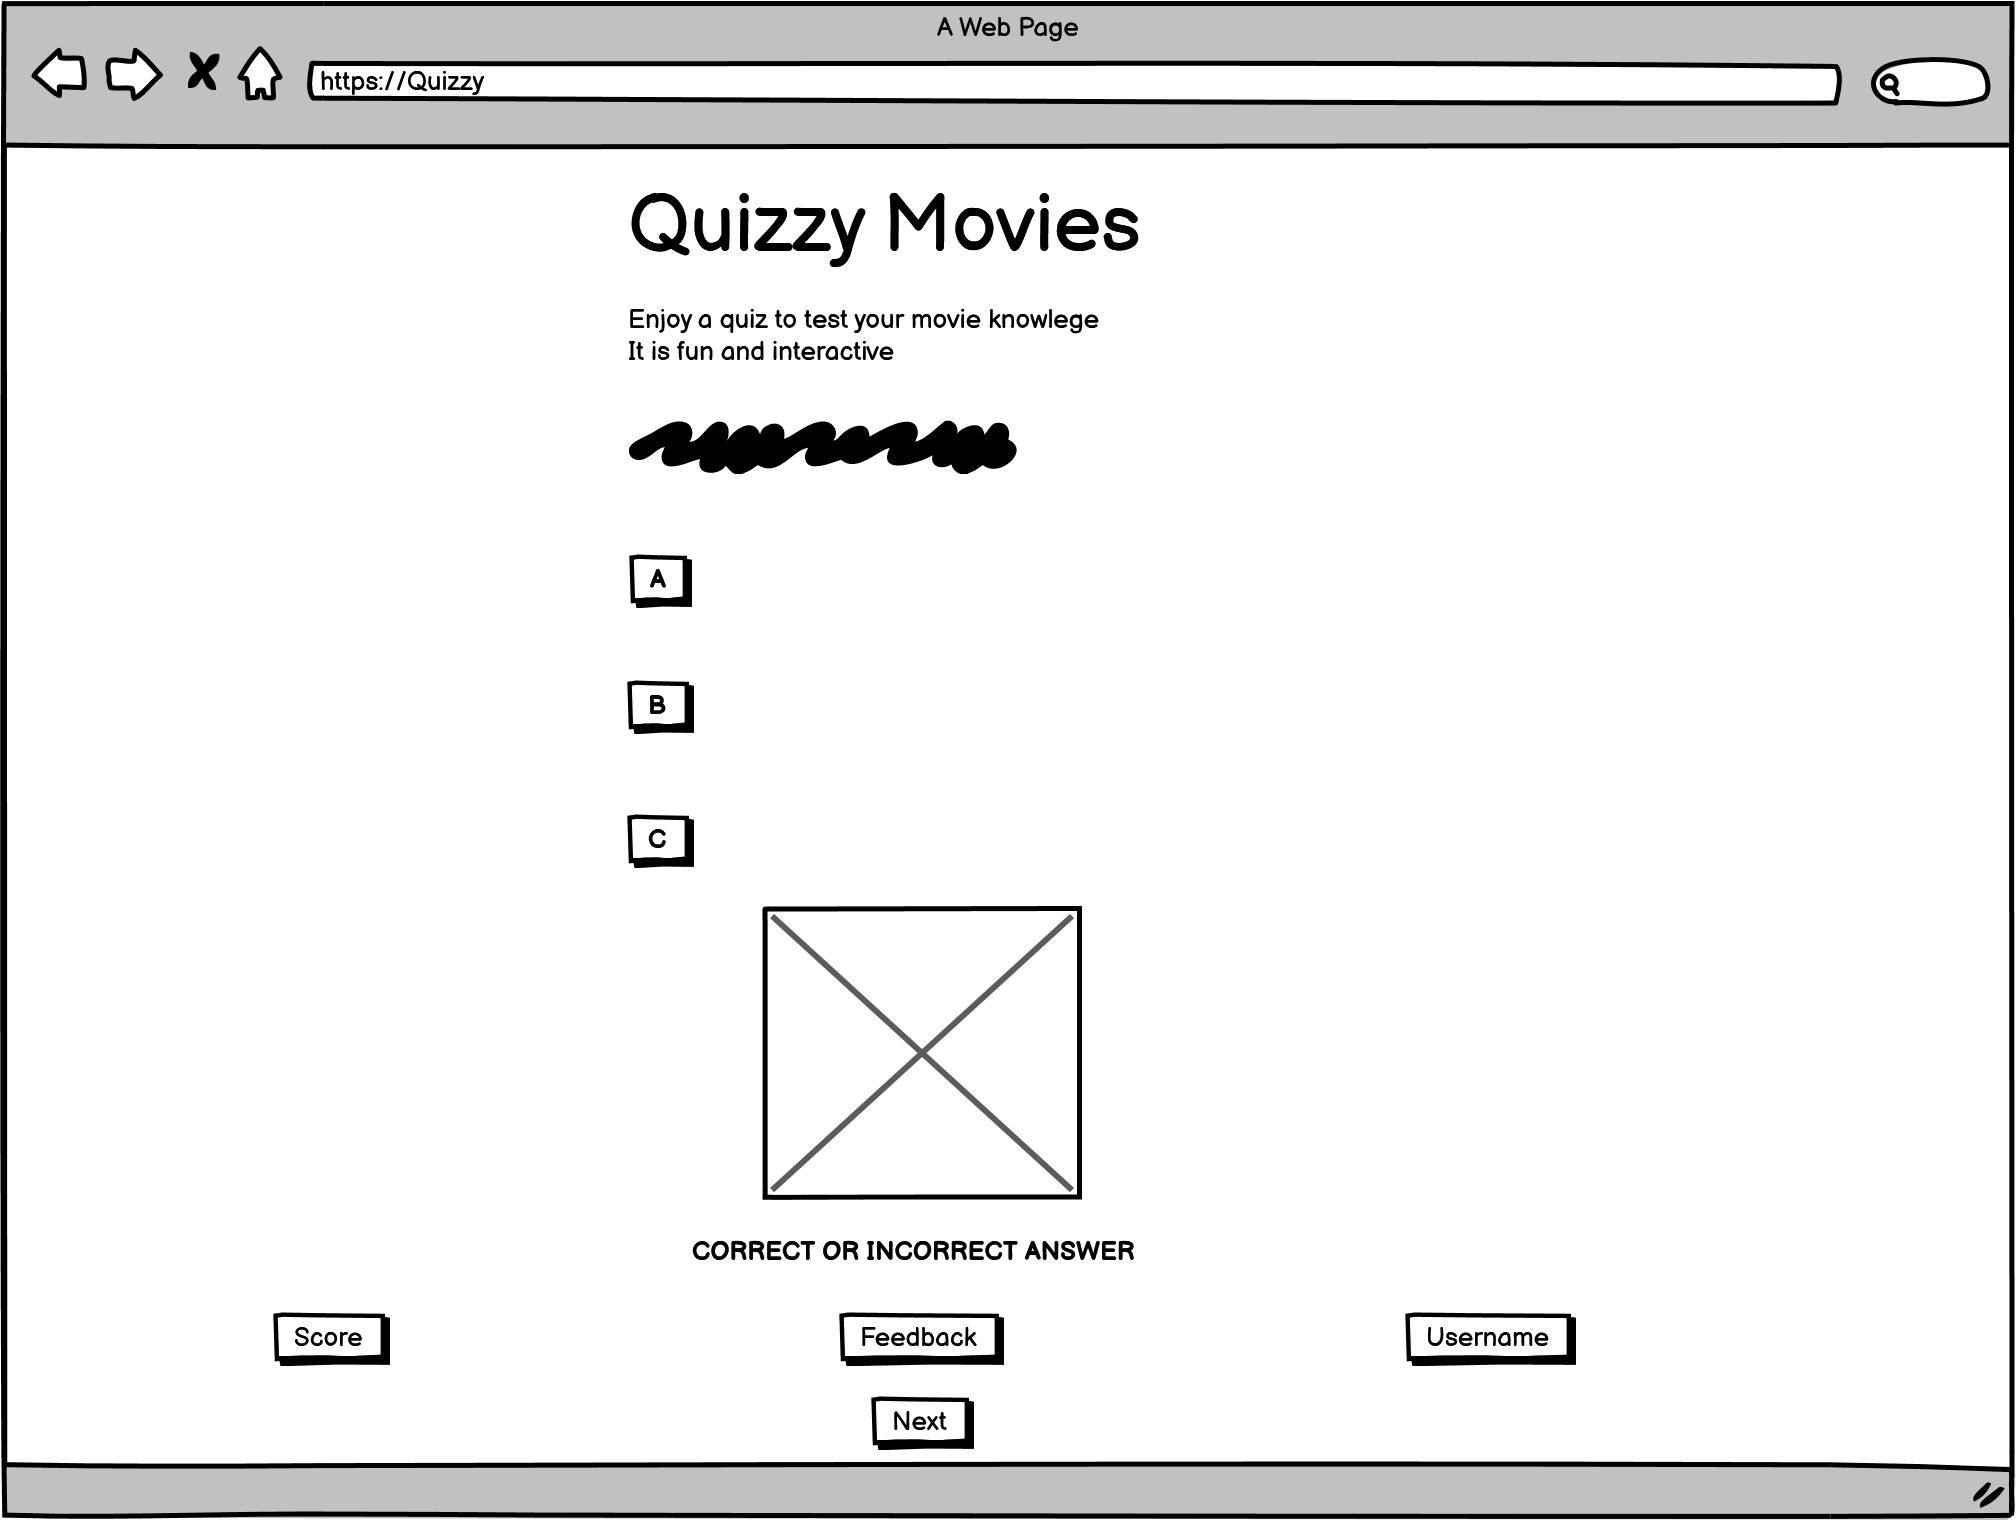 A Web Page
https://Quizzy
Quizzy Movies
Enjoy a quiz to test your movie knowlege
It is fun and interactive
A
B
C
CORRECT OR INCORRECT ANSWER
Score
Feedback
Username
Next